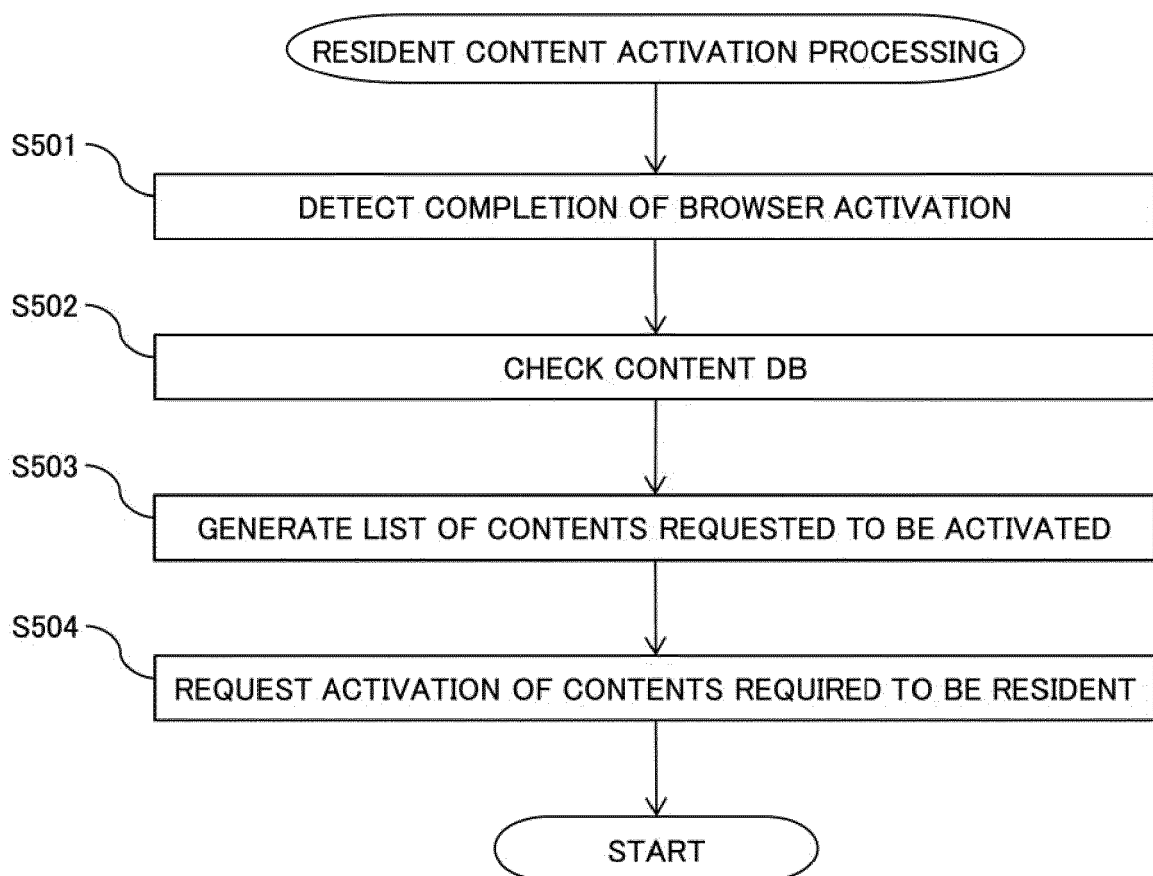 RESIDENT CONTENT ACTIVATION PROCESSING
S501
DETECT COMPLETION OF BROWSER ACTIVATION
S502
CHECK CONTENT DB
S503
GENERATE LIST OF CONTENTS REQUESTED TO BE ACTIVATED
S504
REQUEST ACTIVATION OF CONTENTS REQUIRED TO BE RESIDENT
START